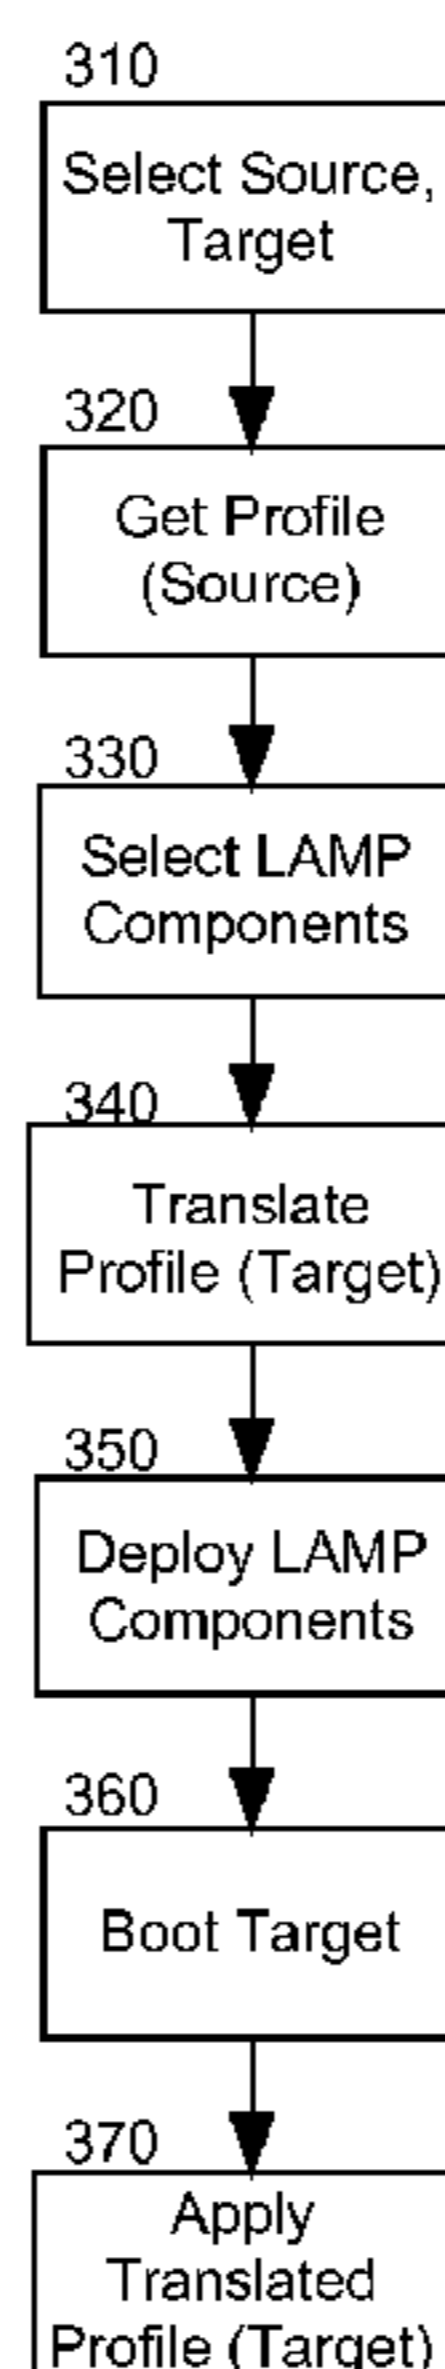 310
Select Source,
Target
320
Get Profile
(Source)
330
Select LAMP
Components
340
Translate
Profile (Target)
350
Deploy LAMP
Components
360
Boot Target
370
Apply
Translated
Profile (Target)